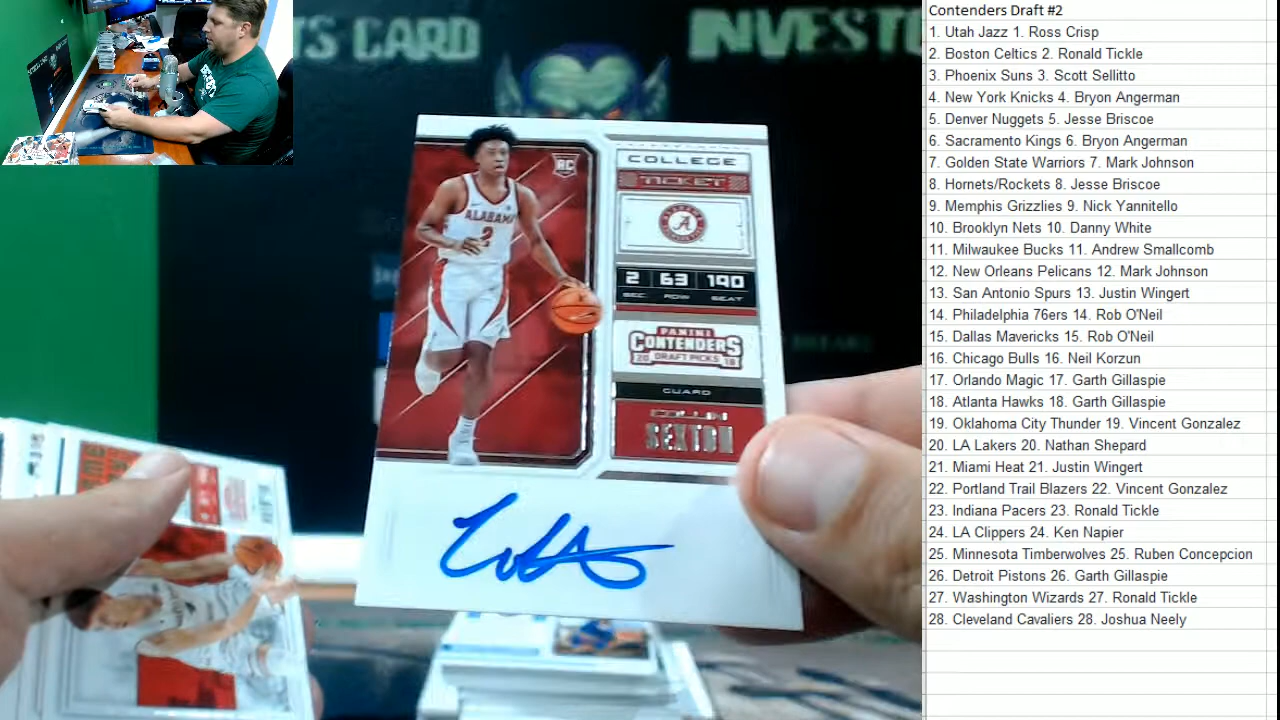 TS CARD INVESTO
COLLEGE
TICKET
RC
ALABAMA
2
A
2 63 190
SEC ROW SEAT
PANINI
CONTENDERS
20 DRAFT PICKS 18
GUARD
COLLIN
SEXTON
Contenders Draft #2
1. Utah Jazz 1. Ross Crisp
2. Boston Celtics 2. Ronald Tickle
3. Phoenix Suns 3. Scott Sellitto
4. New York Knicks 4. Bryon Angerman
5. Denver Nuggets 5. Jesse Briscoe
6. Sacramento Kings 6. Bryon Angerman
7. Golden State Warriors 7. Mark Johnson
8. Hornets/Rockets 8. Jesse Briscoe
9. Memphis Grizzlies 9. Nick Yannitello
10. Brooklyn Nets 10. Danny White
11. Milwaukee Bucks 11. Andrew Smallcomb
12. New Orleans Pelicans 12. Mark Johnson
13. San Antonio Spurs 13. Justin Wingert
14. Philadelphia 76ers 14. Rob O'Neil
15. Dallas Mavericks 15. Rob O'Neil
16. Chicago Bulls 16. Neil Korzun
17. Orlando Magic 17. Garth Gillaspie
18. Atlanta Hawks 18. Garth Gillaspie
19. Oklahoma City Thunder 19. Vincent Gonzalez
20. LA Lakers 20. Nathan Shepard
21. Miami Heat 21. Justin Wingert
22. Portland Trail Blazers 22. Vincent Gonzalez
23. Indiana Pacers 23. Ronald Tickle
24. LA Clippers 24. Ken Napier
25. Minnesota Timberwolves 25. Ruben Concepcion
26. Detroit Pistons 26. Garth Gillaspie
27. Washington Wizards 27. Ronald Tickle
28. Cleveland Cavaliers 28. Joshua Neely